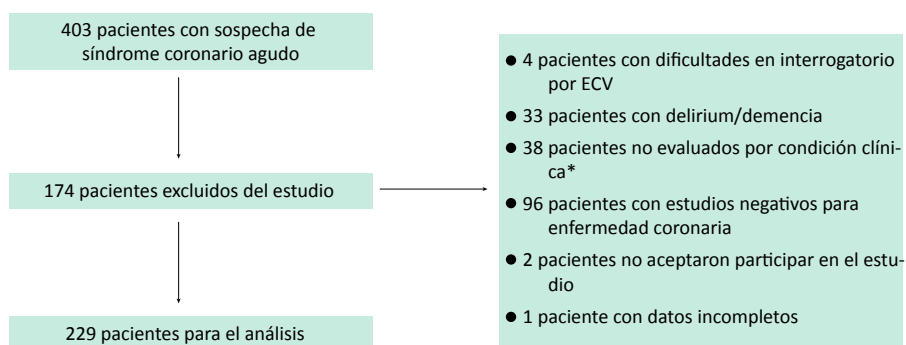 403 pacientes con sospecha de
síndrome coronario agudo
174 pacientes excluidos del estudio
229 pacientes para el análisis
● 4 pacientes con dificultades en interrogatorio
por ECV
● 33 pacientes con delirium/demencia
● 38 pacientes no evaluados por condición clíni-
ca*
● 96 pacientes con estudios negativos para
enfermedad coronaria
● 2 pacientes no aceptaron participar en el estu-
dio
● 1 paciente con datos incompletos